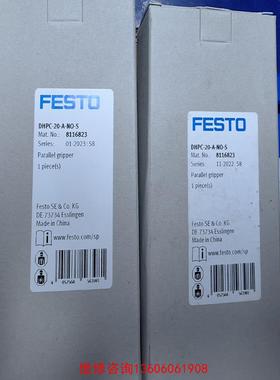 FESTO
DHPC-20-A-NO-S
Mat. No.: 8116823
Series: 01-2023:58
Parallel gripper
1 piece(s)
Festo SE & Co. KG
DE-73734 Esslingen
Made in China
www.festo.com/sp
FESTO
DHPC-20-A-NO-S
Mat. No.: 8116823
Series: 11-2022:58
Parallel gripper
1 piece(s)
Festo SE & Co. KG
DE-73734 Esslingen
Made in China
www.festo.com/sp
维修咨询13606061908